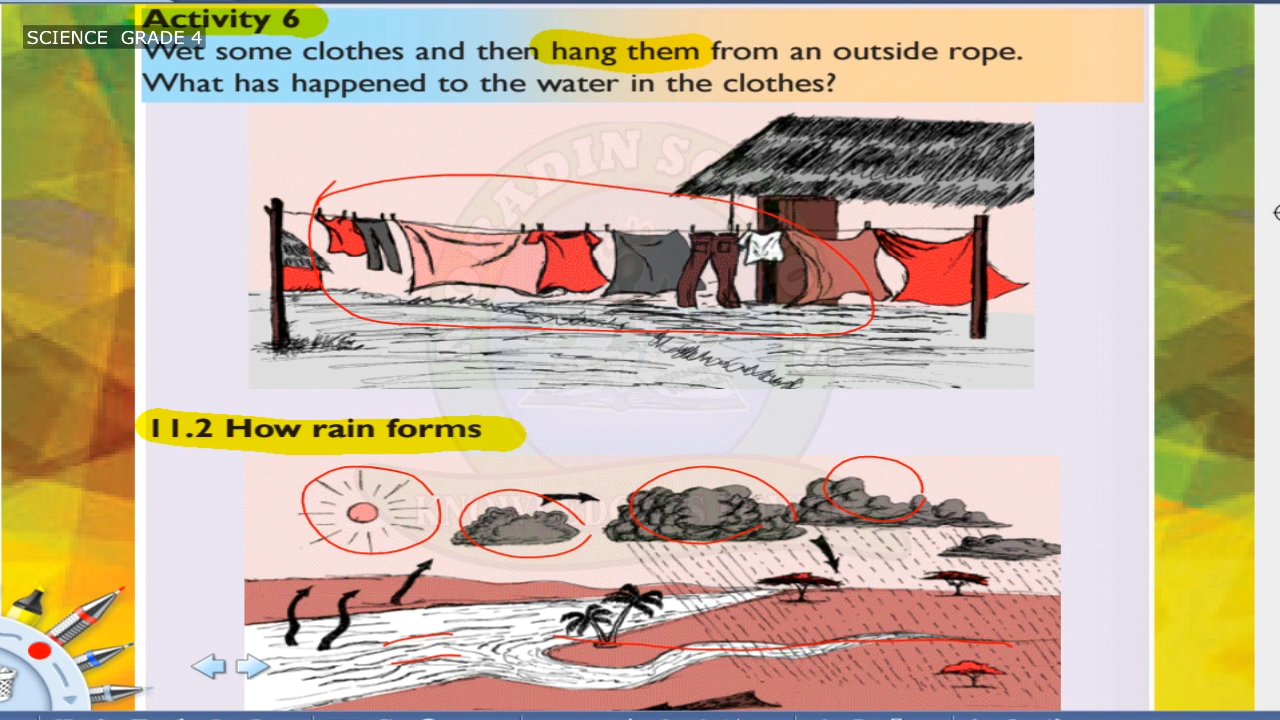 Activity 6
SCIENCE GRADE 4
Wet some clothes and then hang them from an outside rope.
What has happened to the water in the clothes?
11.2 How rain forms